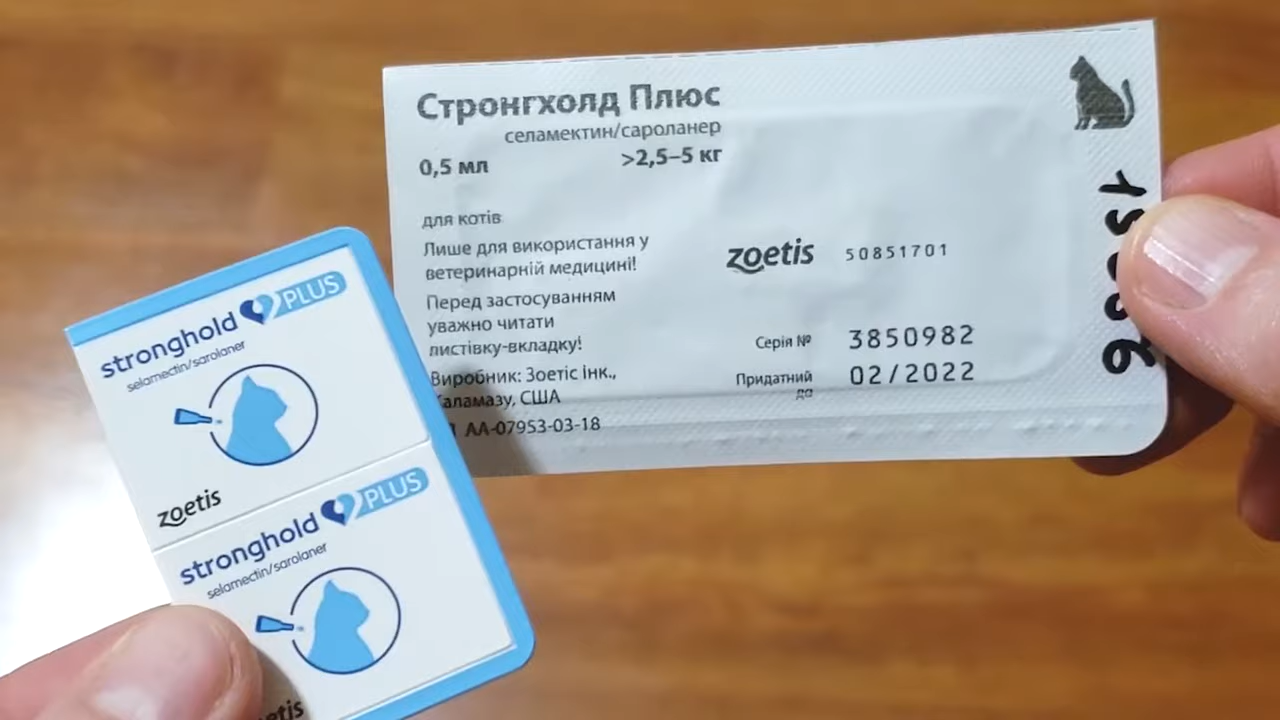 Стронгхолд Плюс
селамектин/сароланер
0,5 мл >2,5–5 кг
для котів
Лише для використання у
ветеринарній медицині!
Перед застосуванням
уважно читати
листівку-вкладку!
Виробник: Зоетіс Інк.,
Каламазу, США
АА-07953-03-18
zoetis 50851701
Серія № 3850982
Придатний 02/2022
до
stronghold PLUS
selamectin/sarolaner
zoetis
stronghold PLUS
selamectin/sarolaner
etis